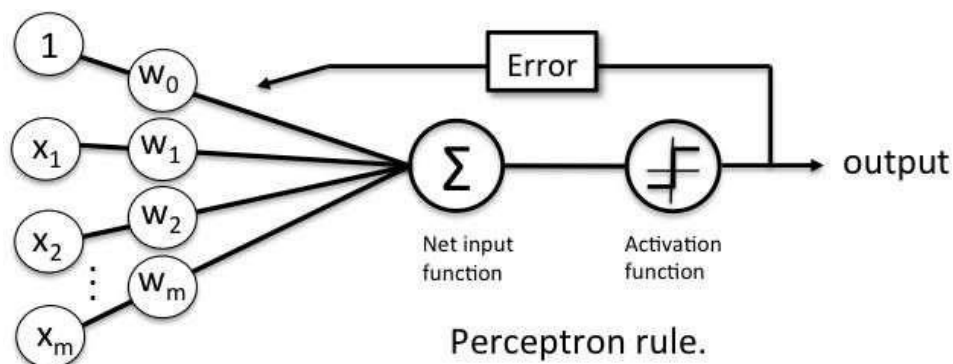 1
w₀
Error
x₁
w₁
Σ
output
x₂
w₂
Net input
function
Activation
function
⋮
wₘ
xₘ
Perceptron rule.